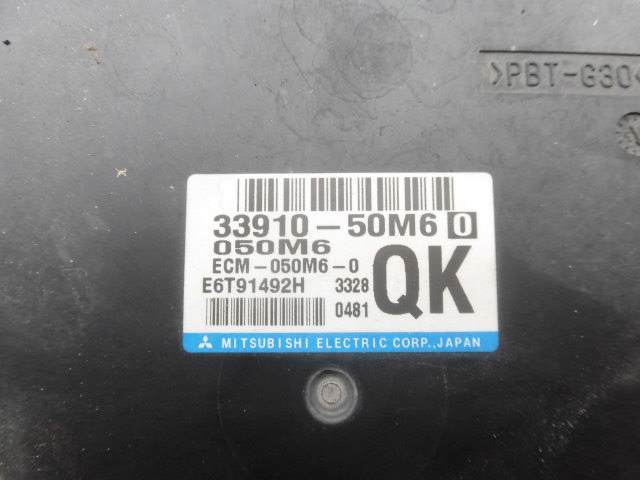 >PBT-G30<
33910-50M6 0
050M6
ECM-050M6-0
QK
E6T91492H 3328
0481
MITSUBISHI ELECTRIC CORP.,JAPAN